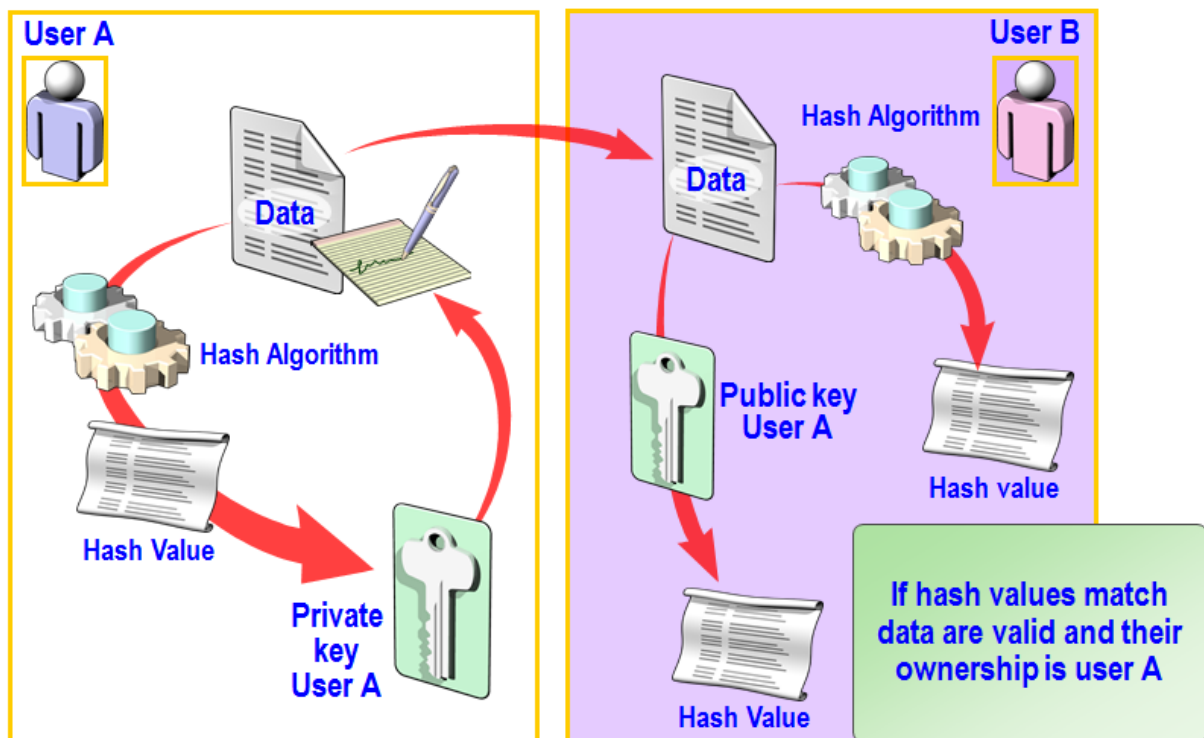 User A
Data
Hash Algorithm
Hash Value
Private
key
User A
User B
Hash Algorithm
Data
Public key
User A
Hash value
Hash Value
If hash values match
data are valid and their
ownership is user A